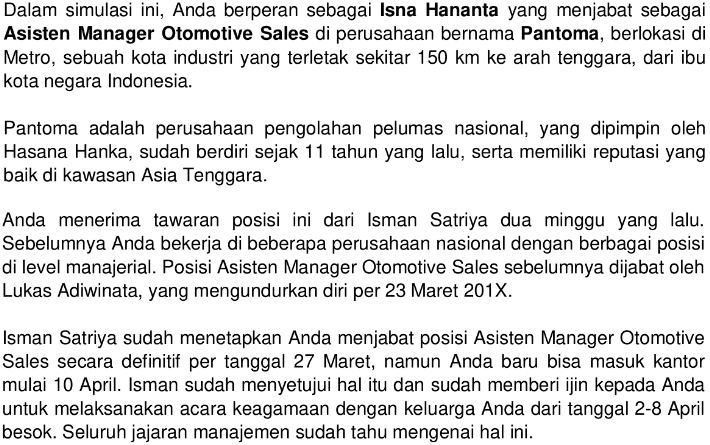 Dalam simulasi ini, Anda berperan sebagai Isna Hananta yang menjabat sebagai
Asisten Manager Otomotive Sales di perusahaan bernama Pantoma, berlokasi di
Metro, sebuah kota industri yang terletak sekitar 150 km ke arah tenggara, dari ibu
kota negara Indonesia.
Pantoma adalah perusahaan pengolahan pelumas nasional, yang dipimpin oleh
Hasana Hanka, sudah berdiri sejak 11 tahun yang lalu, serta memiliki reputasi yang
baik di kawasan Asia Tenggara.
Anda menerima tawaran posisi ini dari Isman Satriya dua minggu yang lalu.
Sebelumnya Anda bekerja di beberapa perusahaan nasional dengan berbagai posisi
di level manajerial. Posisi Asisten Manager Otomotive Sales sebelumnya dijabat oleh
Lukas Adiwinata, yang mengundurkan diri per 23 Maret 201X.
Isman Satriya sudah menetapkan Anda menjabat posisi Asisten Manager Otomotive
Sales secara definitif per tanggal 27 Maret, namun Anda baru bisa masuk kantor
mulai 10 April. Isman sudah menyetujui hal itu dan sudah memberi ijin kepada Anda
untuk melaksanakan acara keagamaan dengan keluarga Anda dari tanggal 2-8 April
besok. Seluruh jajaran manajemen sudah tahu mengenai hal ini.